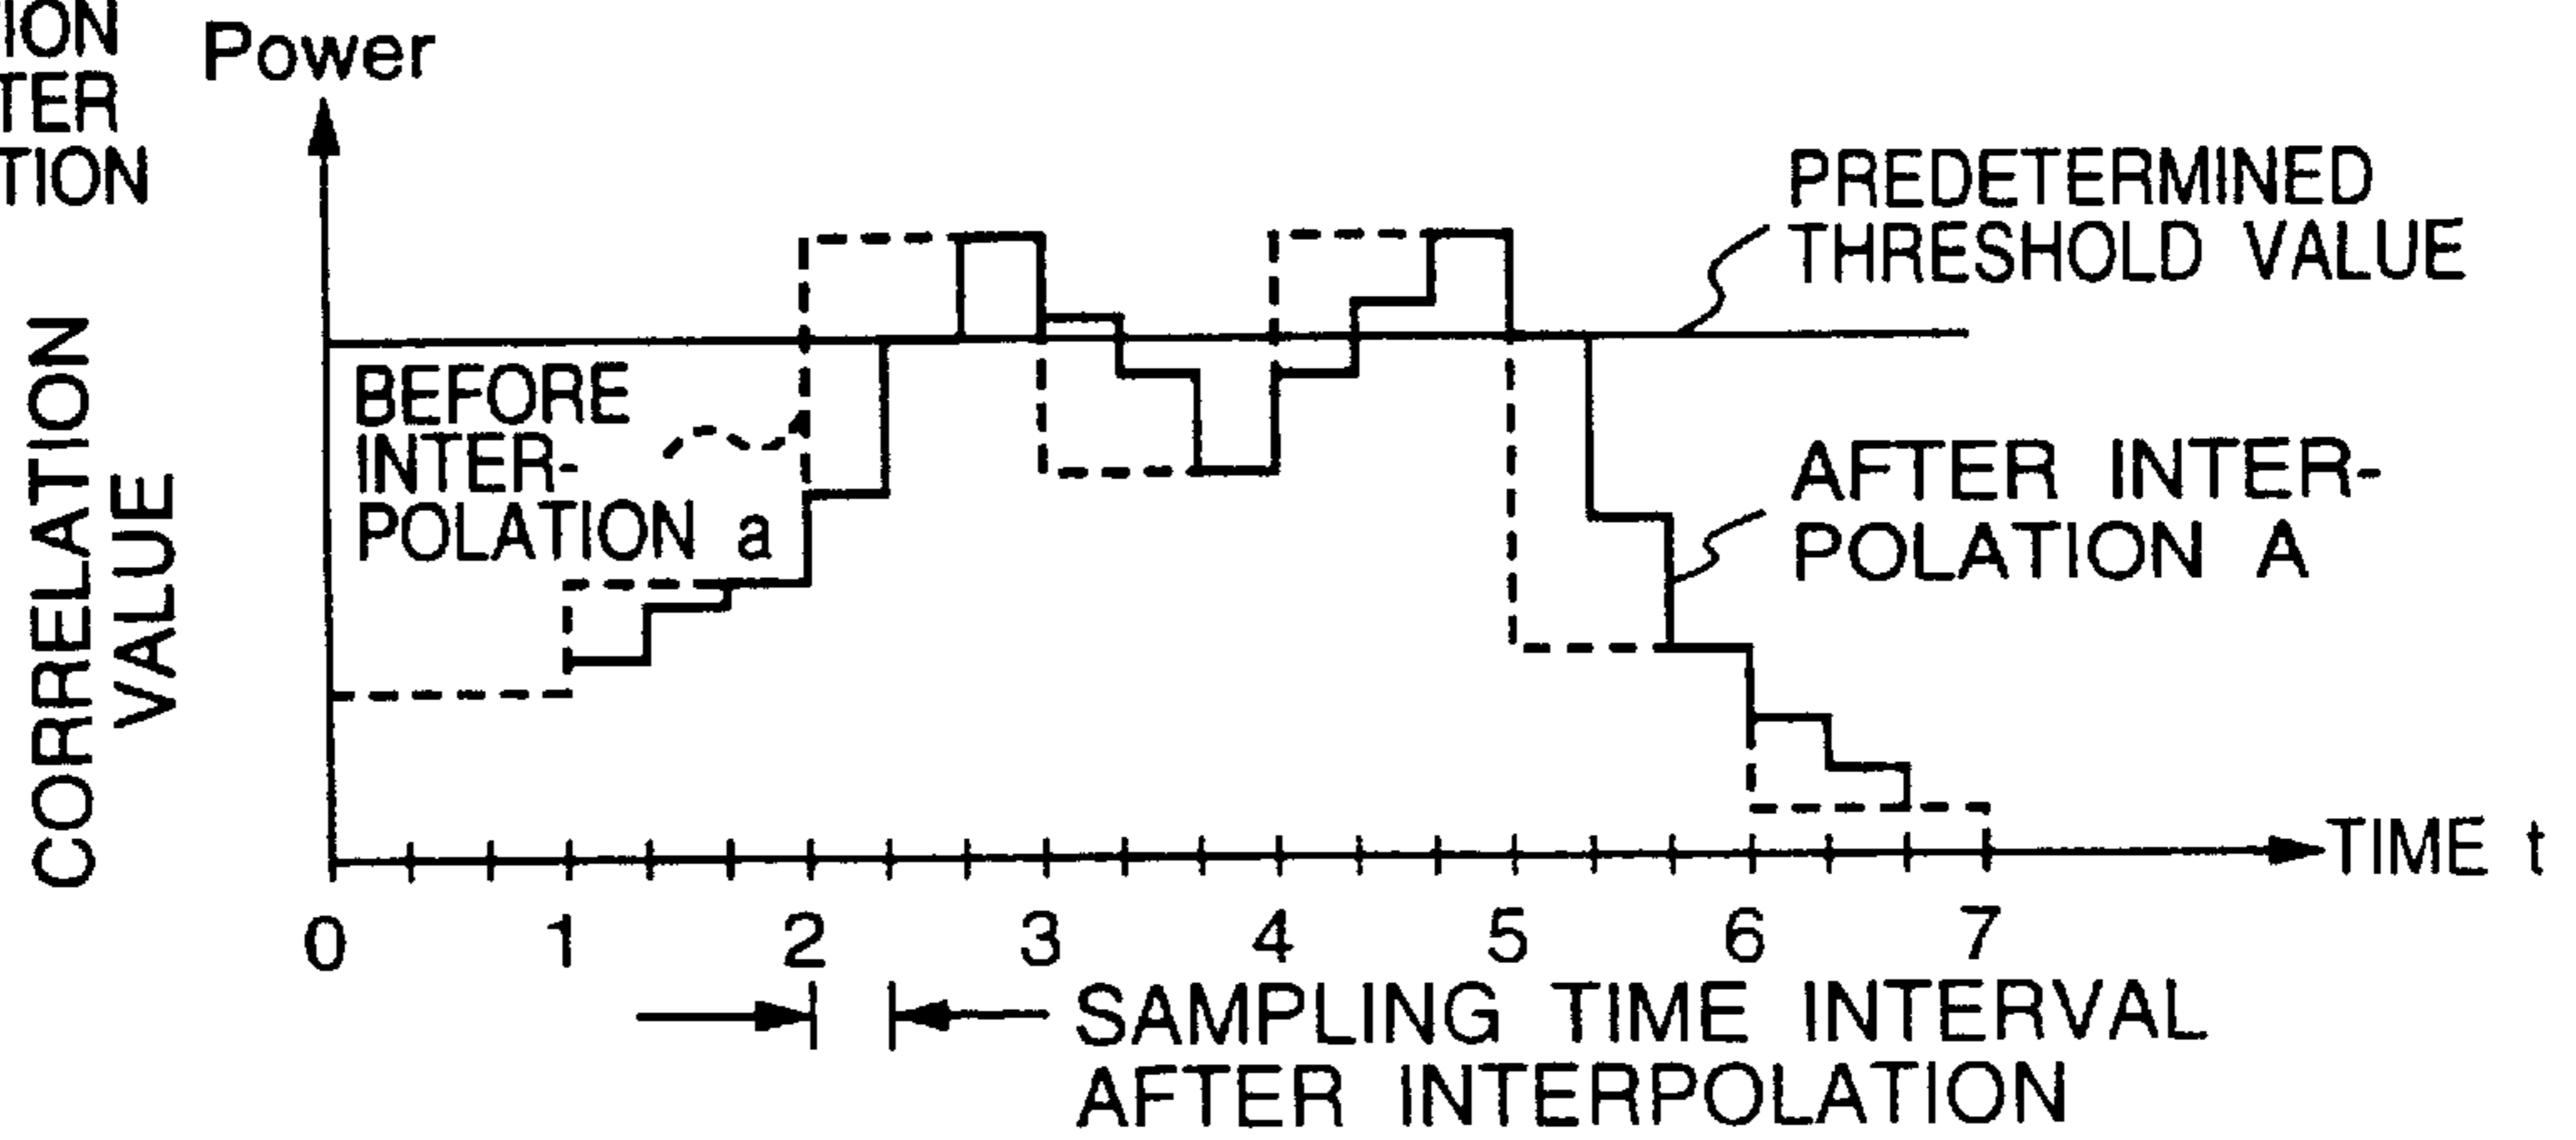 ION
TER
TION
Power
PREDETERMINED
THRESHOLD VALUE
BEFORE
INTER-
POLATION a
AFTER INTER-
POLATION A
CORRELATION
VALUE
TIME t
0 1 2 3 4 5 6 7
SAMPLING TIME INTERVAL
AFTER INTERPOLATION